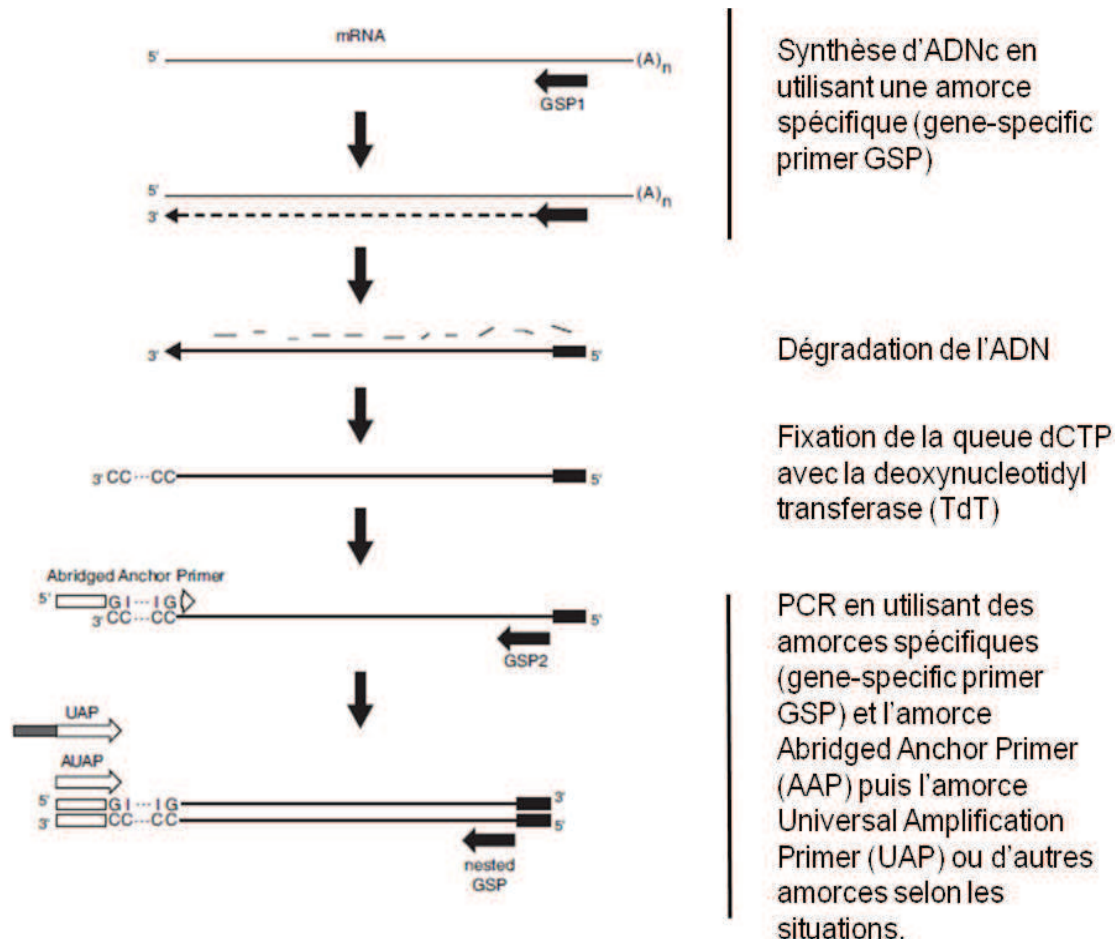 mRNA
5' (A)n
GSP1
Synthèse d'ADNc en
utilisant une amorce
spécifique (gene-specific
primer GSP)
5' (A)n
3'
3' 5'
Dégradation de l'ADN
3' CC···CC 5'
Fixation de la queue dCTP
avec la deoxynucleotidyl
transferase (TdT)
Abridged Anchor Primer
5' GI···IG
3' CC···CC 5'
GSP2
PCR en utilisant des
amorces spécifiques
(gene-specific primer
GSP) et l'amorce
Abridged Anchor Primer
(AAP) puis l'amorce
Universal Amplification
Primer (UAP) ou d'autres
amorces selon les
situations.
UAP
AUAP
5' GI···IG 3'
3' CC···CC 5'
nested
GSP